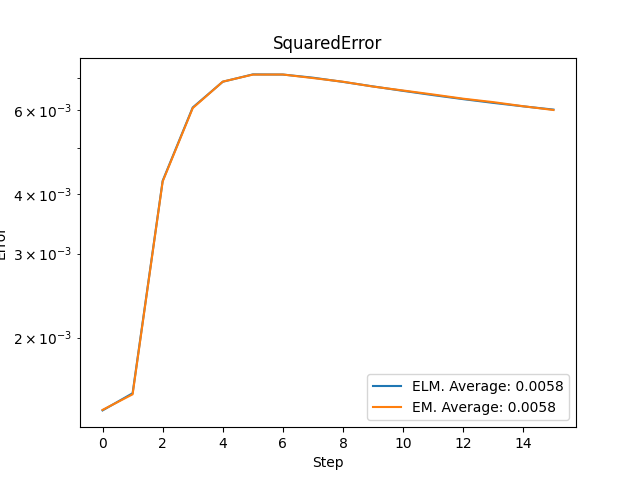 SquaredError
6 × 10⁻³
4 × 10⁻³
3 × 10⁻³
2 × 10⁻³
Error
ELM. Average: 0.0058
EM. Average: 0.0058
0 2 4 6 8 10 12 14
Step